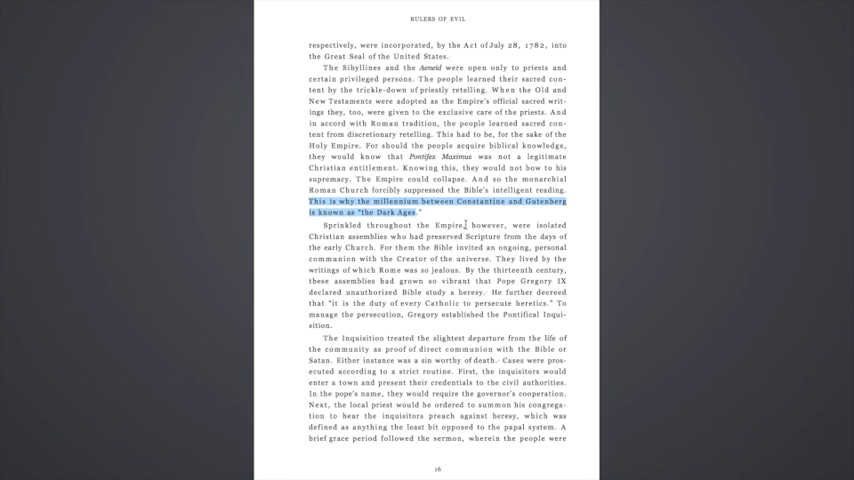 RULERS OF EVIL
respectively, were incorporated, by the Act of July 28, 1782, into
the Great Seal of the United States.
The Sibyllines and the Aeneid were open only to priests and
certain privileged persons. The people learned their sacred con-
tent by the trickle-down of priestly retelling. When the Old and
New Testaments were adopted as the Empire's official sacred writ-
ings they, too, were given to the exclusive care of the priests. And
in accord with Roman tradition, the people learned sacred con-
tent from discretionary retelling. This had to be, for the sake of the
Holy Empire. For should the people acquire biblical knowledge,
they would know that Pontifex Maximus was not a legitimate
Christian entitlement. Knowing this, they would not bow to his
supremacy. The Empire could collapse. And so the monarchial
Roman Church forcibly suppressed the Bible's intelligent reading.
This is why the millennium between Constantine and Gutenberg
is known as "the Dark Ages."
Sprinkled throughout the Empire, however, were isolated
Christian assemblies who had preserved Scripture from the days of
the early Church. For them the Bible invited an ongoing, personal
communion with the Creator of the universe. They lived by the
writings of which Rome was so jealous. By the thirteenth century,
these assemblies had grown so vibrant that Pope Gregory IX
declared unauthorized Bible study a heresy. He further decreed
that "it is the duty of every Catholic to persecute heretics." To
manage the persecution, Gregory established the Pontifical Inqui-
sition.
The Inquisition treated the slightest departure from the life of
the community as proof of direct communion with the Bible or
Satan. Either instance was a sin worthy of death. Cases were pros-
ecuted according to a strict routine. First, the inquisitors would
enter a town and present their credentials to the civil authorities.
In the pope's name, they would require the governor's cooperation.
Next, the local priest would be ordered to summon his congrega-
tion to hear the inquisitors preach against heresy, which was
defined as anything the least bit opposed to the papal system. A
brief grace period followed the sermon, wherein the people were
16